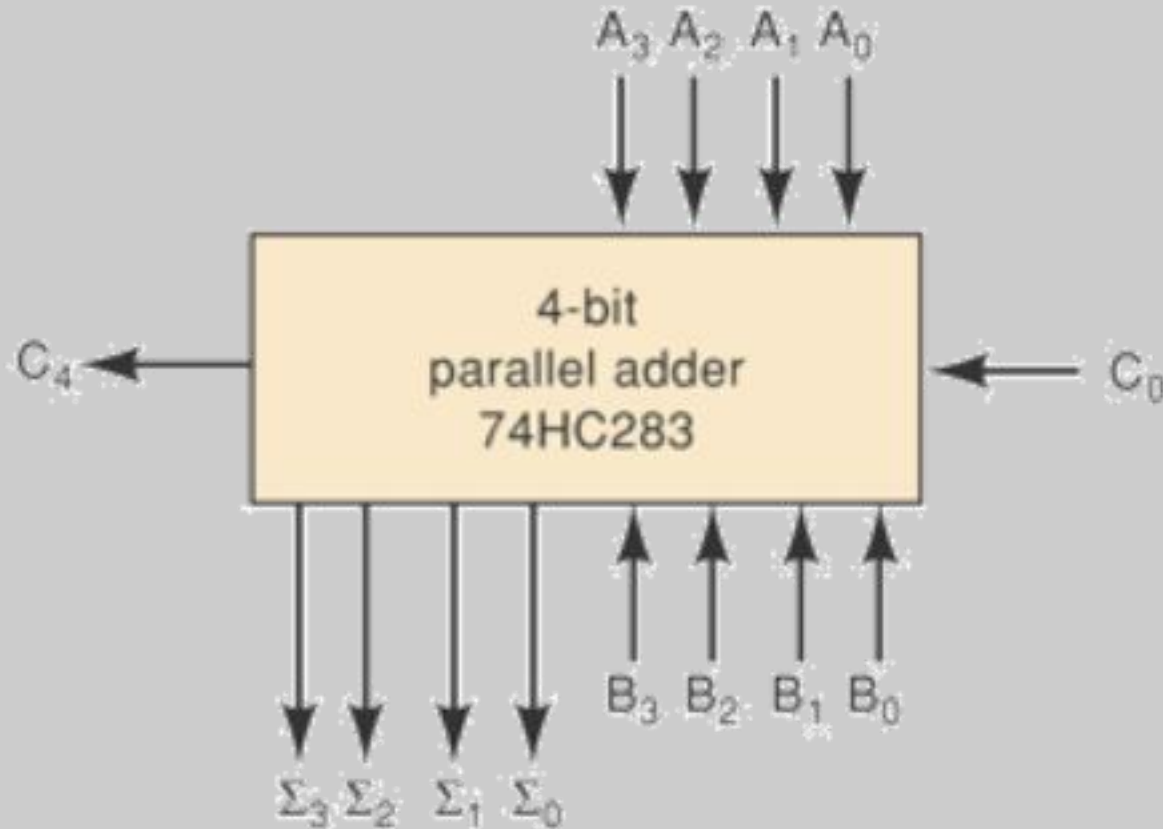 A₃ A₂ A₁ A₀
4-bit
parallel adder
74HC283
C₄
C₀
B₃ B₂ B₁ B₀
Σ₃ Σ₂ Σ₁ Σ₀